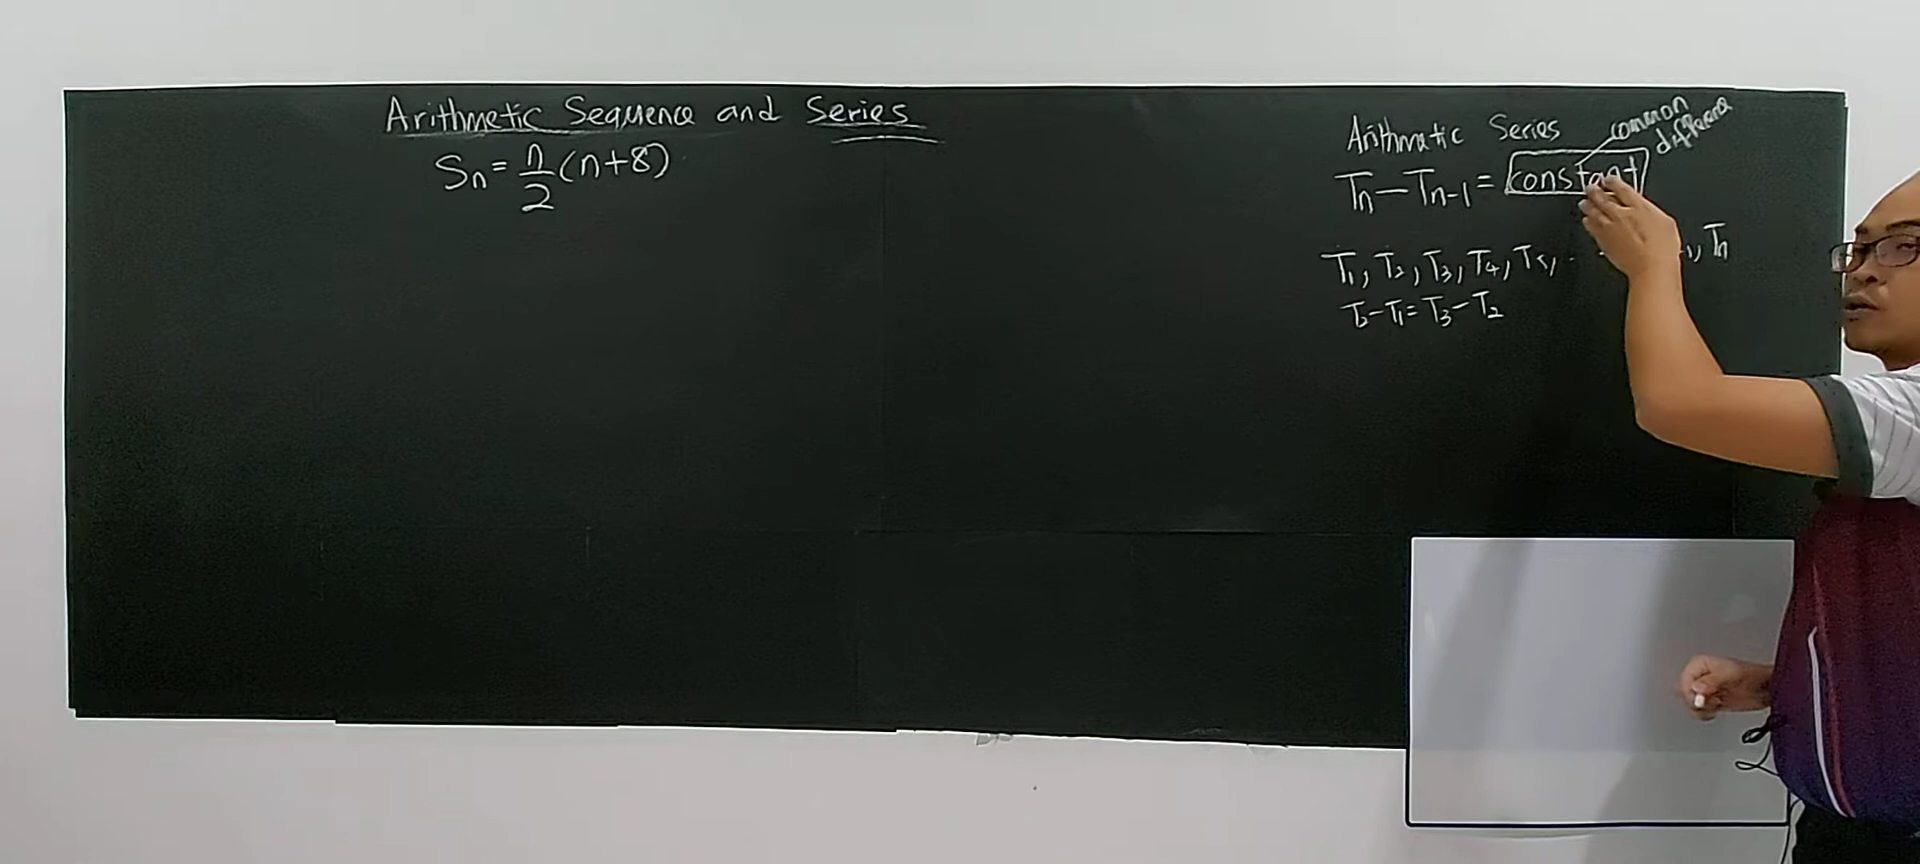 Arithmetic Sequence and Series
Sn = n/2 (n+8)
Arithmatic Series
common
difference
Tn - Tn-1 = constant
T1, T2, T3, T4, T5, . , Tn
T2 - T1 = T3 - T2